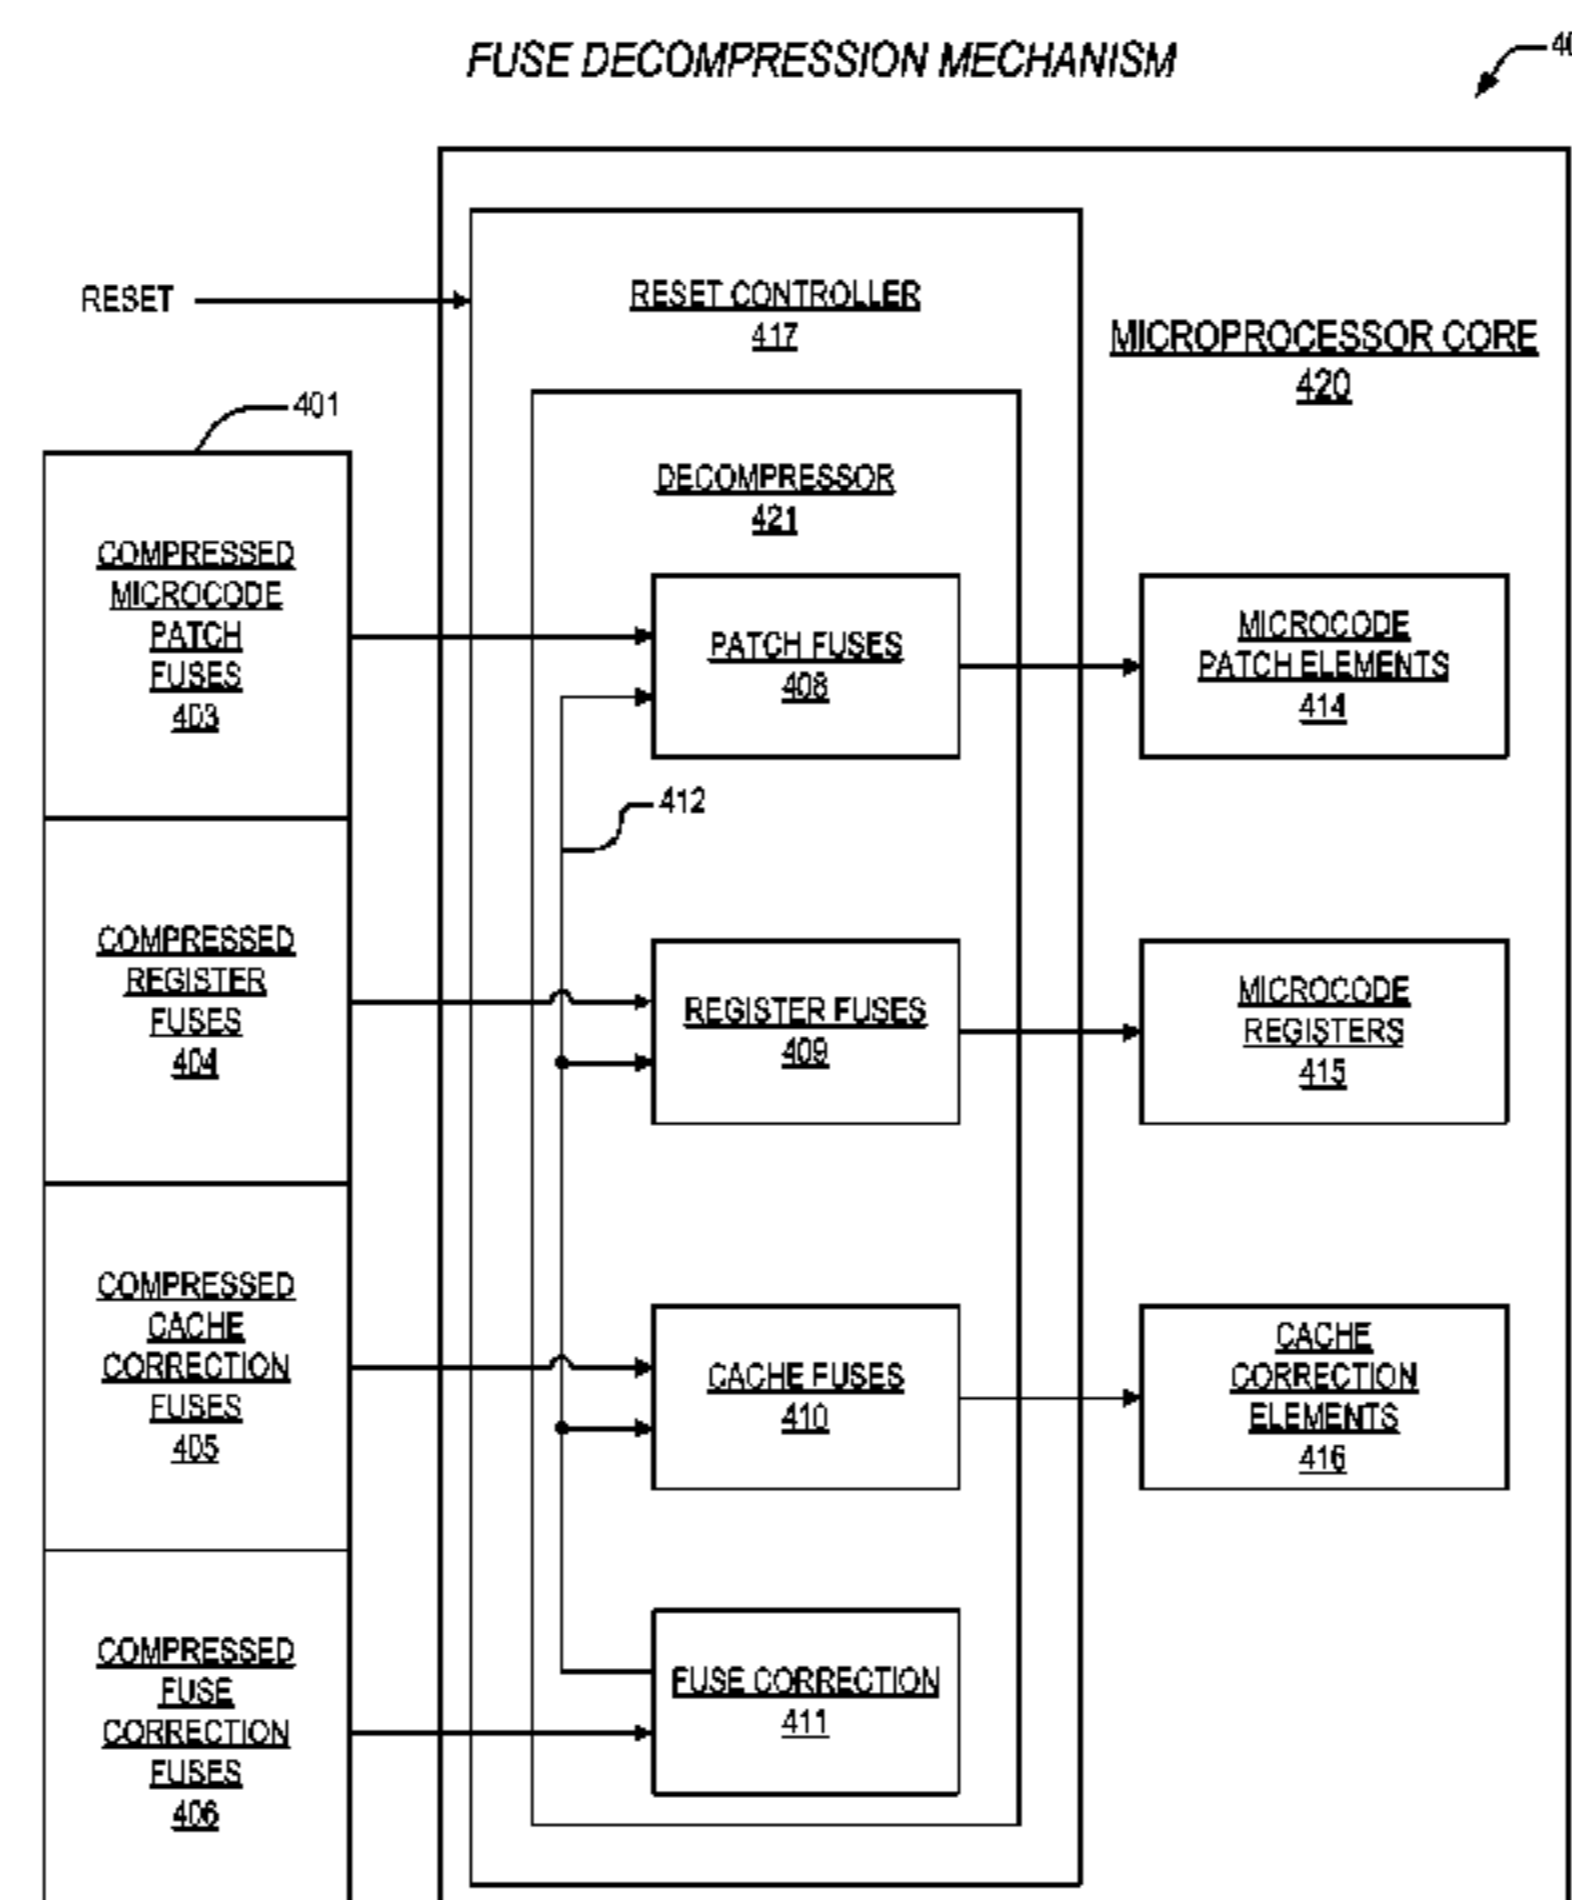 FUSE DECOMPRESSION MECHANISM
RESET
RESET CONTROLLER
417
MICROPROCESSOR CORE
420
401
DECOMPRESSOR
421
COMPRESSED
MICROCODE
PATCH
FUSES
403
PATCH FUSES
408
MICROCODE
PATCH ELEMENTS
414
412
COMPRESSED
REGISTER
FUSES
404
REGISTER FUSES
409
MICROCODE
REGISTERS
415
COMPRESSED
CACHE
CORRECTION
FUSES
405
CACHE FUSES
410
CACHE
CORRECTION
ELEMENTS
416
COMPRESSED
FUSE
CORRECTION
FUSES
406
FUSE CORRECTION
411